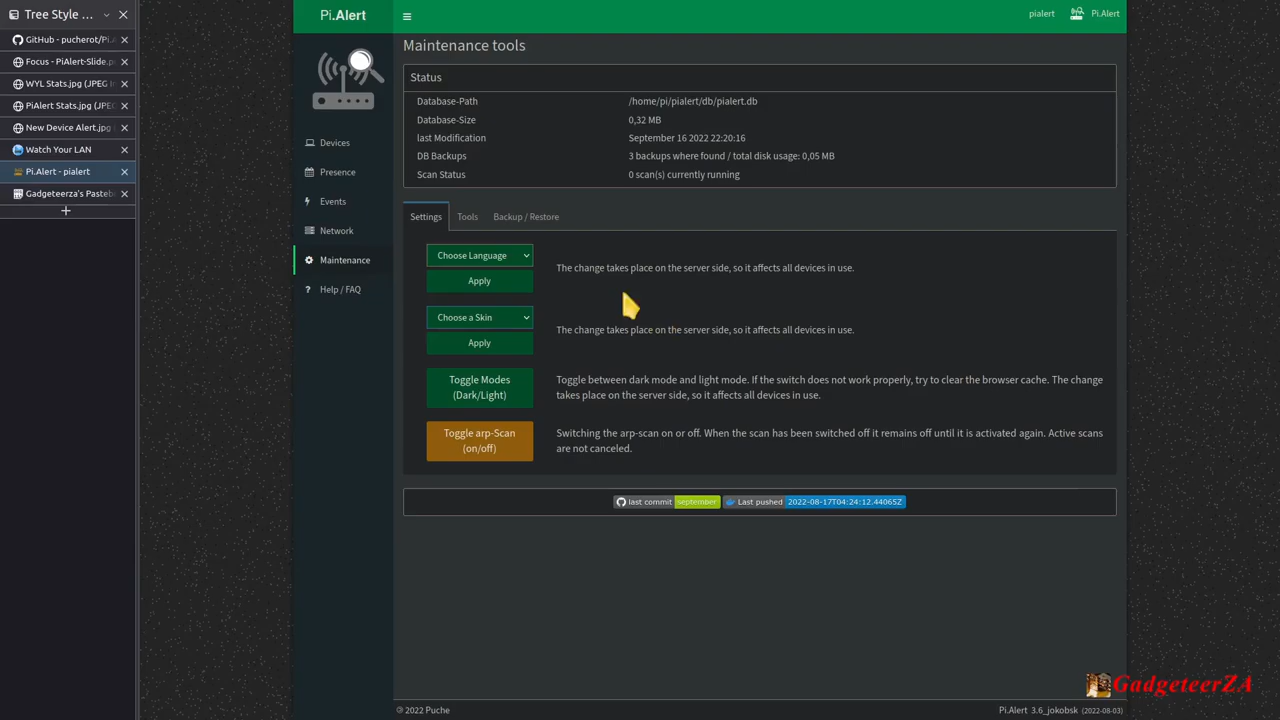 Tree Style ...
GitHub - pucherot/Pi.A
Focus - PiAlert-Slide.p
WYL Stats.jpg (JPEG I
PiAlert Stats.jpg (JPE
New Device Alert.jpg
Watch Your LAN
Pi.Alert - pialert
Gadgeteerza's Pasteb
Pi.Alert
pialert
Pi.Alert
Devices
Presence
Events
Network
Maintenance
Help / FAQ
Maintenance tools
Status
Database-Path /home/pi/pialert/db/pialert.db
Database-Size 0,32 MB
last Modification September 16 2022 22:20:16
DB Backups 3 backups where found / total disk usage: 0,05 MB
Scan Status 0 scan(s) currently running
Settings Tools Backup / Restore
Choose Language
Apply
The change takes place on the server side, so it affects all devices in use.
Choose a Skin
Apply
The change takes place on the server side, so it affects all devices in use.
Toggle Modes
(Dark/Light)
Toggle between dark mode and light mode. If the switch does not work properly, try to clear the browser cache. The change
takes place on the server side, so it affects all devices in use.
Toggle arp-Scan
(on/off)
Switching the arp-scan on or off. When the scan has been switched off it remains off until it is activated again. Active scans
are not canceled.
last commit september Last pushed 2022-08-17T04:24:12.44065Z
GadgeteerZA
© 2022 Puche
Pi.Alert 3.6_jokobsk (2022-08-03)